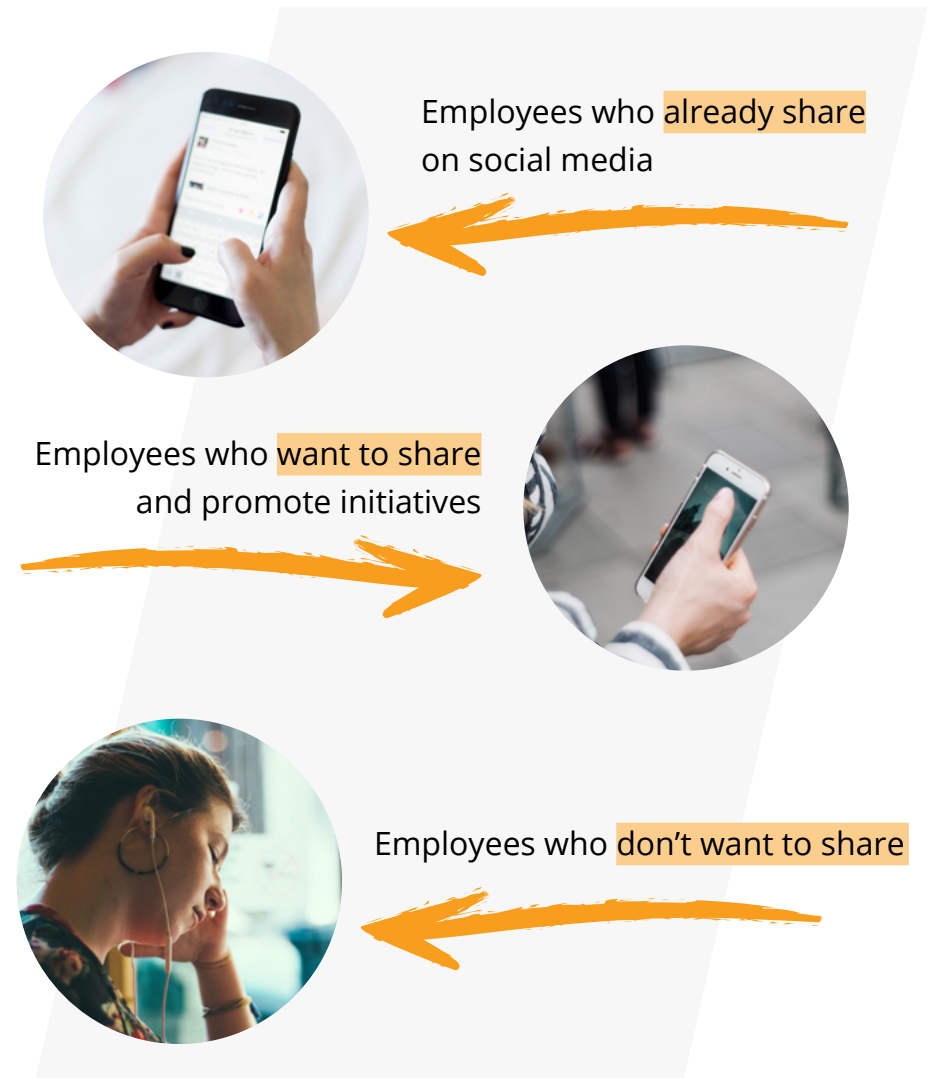 Employees who already share
on social media
Employees who want to share
and promote initiatives
Employees who don’t want to share